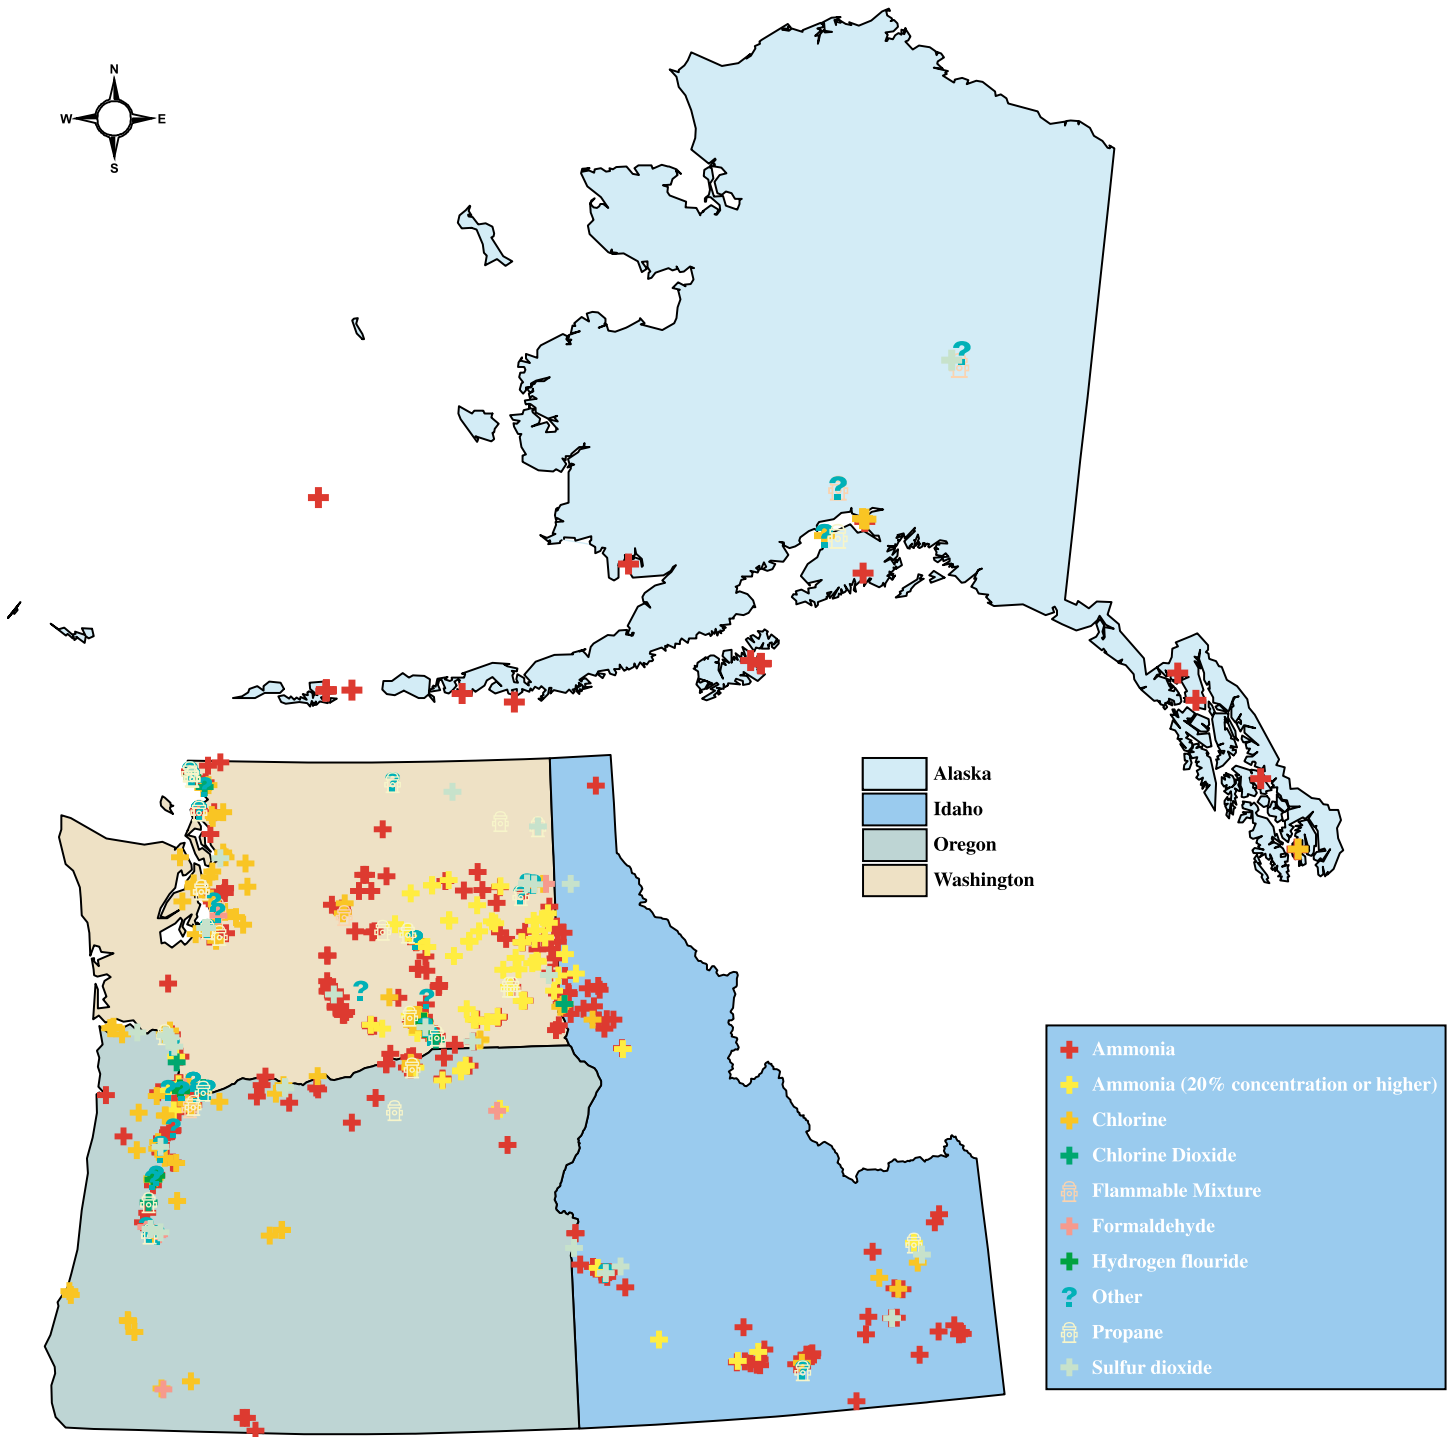 N
W E
S
Alaska
Idaho
Oregon
Washington
Ammonia
Ammonia (20% concentration or higher)
Chlorine
Chlorine Dioxide
Flammable Mixture
Formaldehyde
Hydrogen flouride
? Other
Propane
Sulfur dioxide